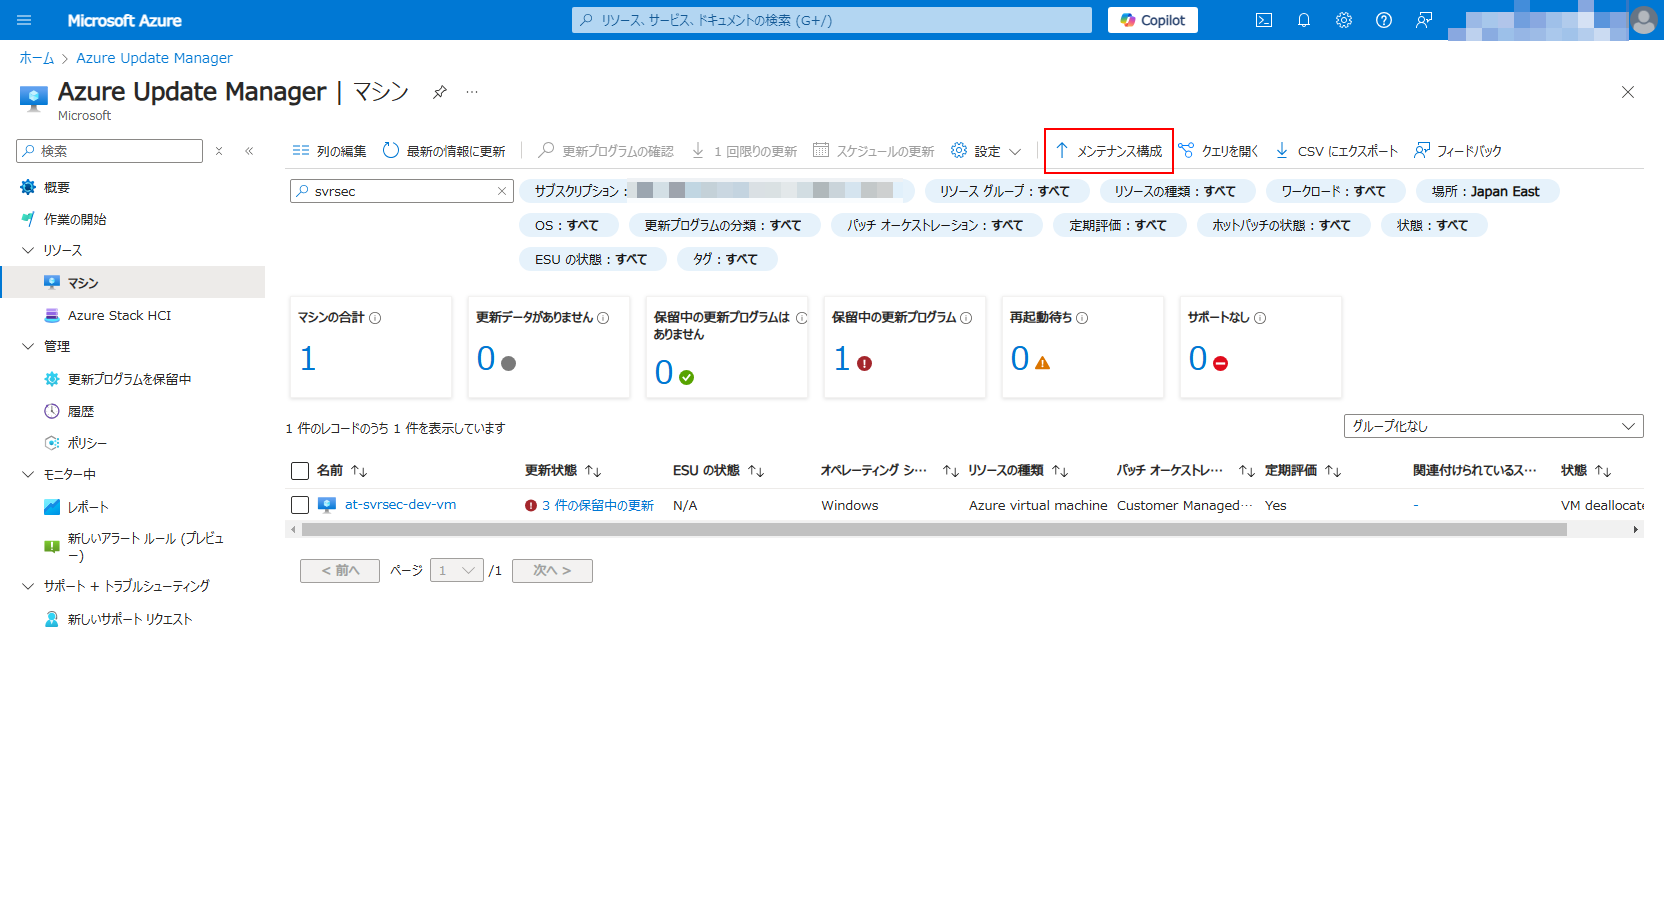 Microsoft Azure
リソース、サービス、ドキュメントの検索 (G+/)
Copilot
ホーム > Azure Update Manager
Azure Update Manager | マシン
Microsoft
検索
概要
作業の開始
リソース
マシン
Azure Stack HCI
管理
更新プログラムを保留中
履歴
ポリシー
モニター中
レポート
新しいアラート ルール (プレビュ
ー)
サポート + トラブルシューティング
新しいサポート リクエスト
列の編集 最新の情報に更新 更新プログラムの確認 1 回限りの更新 スケジュールの更新 設定 メンテナンス構成 クエリを開く CSV にエクスポート フィードバック
svrsec
サブスクリプション : リソース グループ : すべて リソースの種類 : すべて ワークロード : すべて 場所 : Japan East
OS : すべて 更新プログラムの分類 : すべて パッチ オーケストレーション : すべて 定期評価 : すべて ホットパッチの状態 : すべて 状態 : すべて
ESU の状態 : すべて タグ : すべて
マシンの合計
1
更新データがありません
0
保留中の更新プログラムは
ありません
0
保留中の更新プログラム
1
再起動待ち
0
サポートなし
0
1 件のレコードのうち 1 件を表示しています
グループ化なし
名前 ↑↓ 更新状態 ↑↓ ESU の状態 ↑↓ オペレーティング シ… ↑↓ リソースの種類 ↑↓ パッチ オーケストレ… ↑↓ 定期評価 ↑↓ 関連付けられているス… 状態 ↑↓
at-svrsec-dev-vm 3 件の保留中の更新 N/A Windows Azure virtual machine Customer Managed… Yes - VM deallocate
< 前へ ページ 1 /1 次へ >